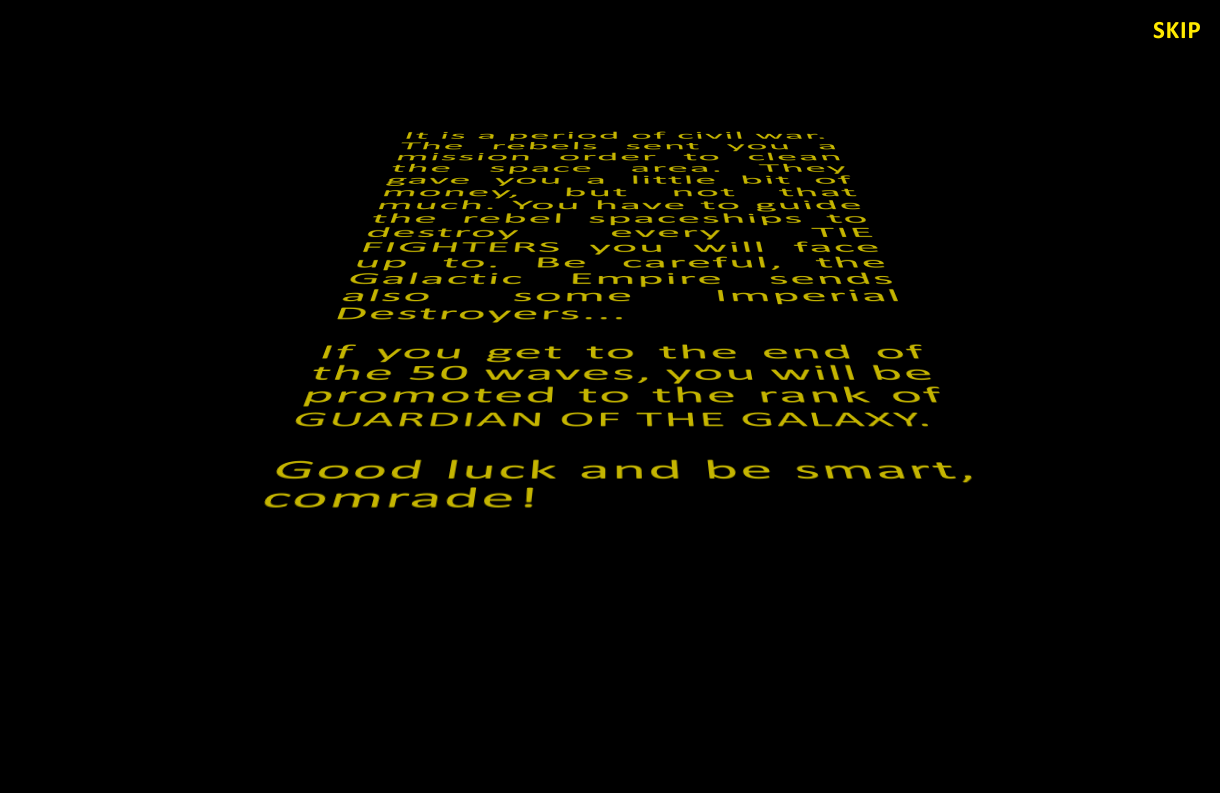 SKIP
It is a period of civil war.
The rebels sent you a
mission order to clean
the space area. They
gave you a little bit of
money, but not that
much. You have to guide
the rebel spaceships to
destroy every TIE
FIGHTERS you will face
up to. Be careful, the
Galactic Empire sends
also some Imperial
Destroyers...
If you get to the end of
the 50 waves, you will be
promoted to the rank of
GUARDIAN OF THE GALAXY.
Good luck and be smart,
comrade!